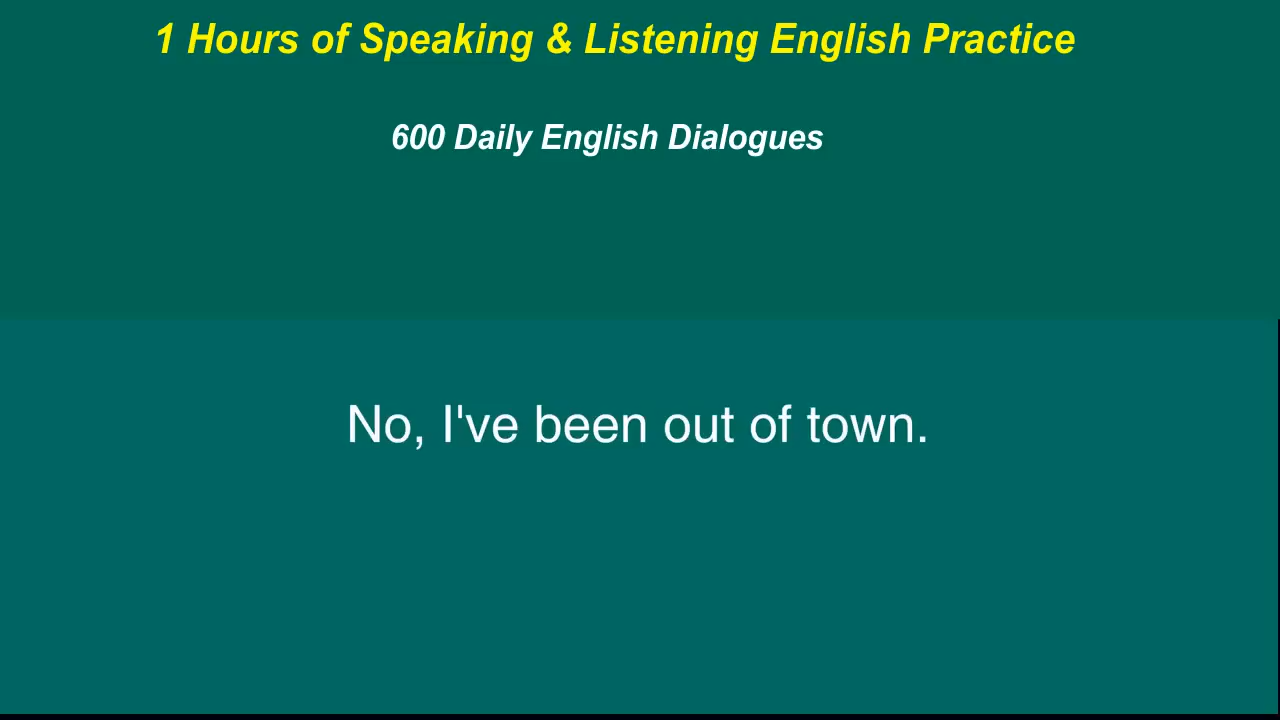 1 Hours of Speaking & Listening English Practice
600 Daily English Dialogues
No, I've been out of town.